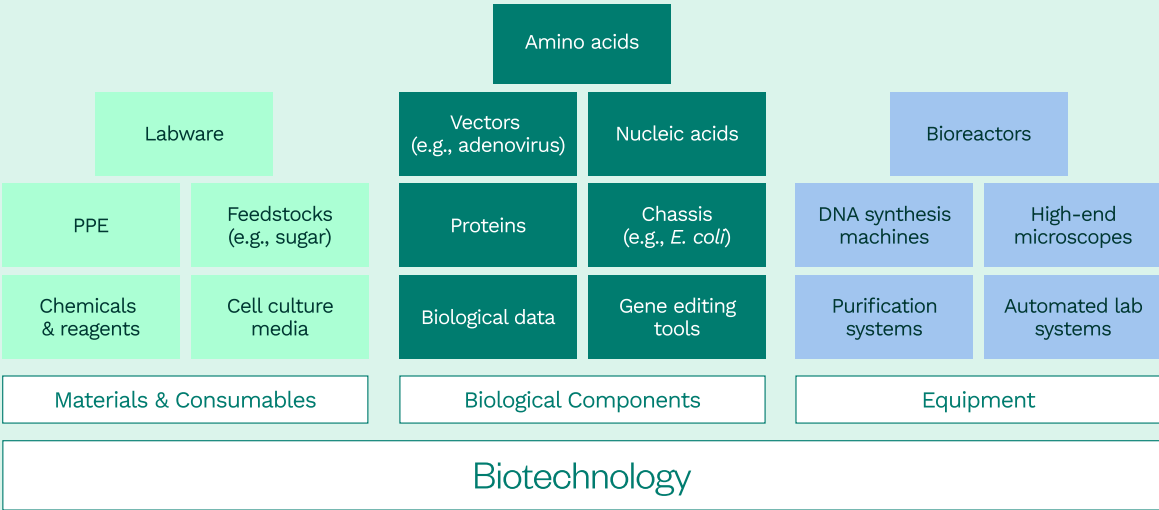 Amino acids
Labware
Vectors
(e.g., adenovirus)
Nucleic acids
Bioreactors
PPE
Feedstocks
(e.g., sugar)
Proteins
Chassis
(e.g., E. coli)
DNA synthesis
machines
High-end
microscopes
Chemicals
& reagents
Cell culture
media
Biological data
Gene editing
tools
Purification
systems
Automated lab
systems
Materials & Consumables
Biological Components
Equipment
Biotechnology